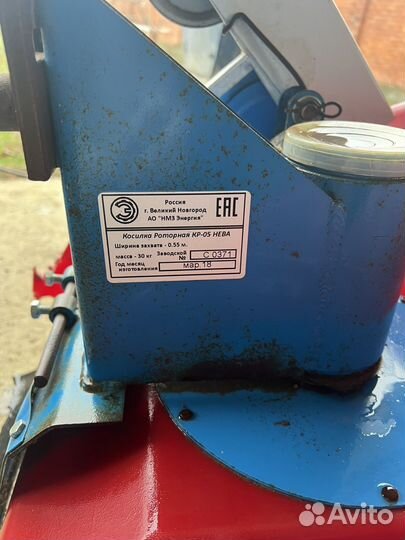 Россия
г. Великий Новгород
АО "НМЗ Энергия"
ЕАС
Косилка Роторная КР-05 НЕВА
Ширина захвата - 0.55 м.
масса - 30 кг Заводской № С 0371
Год месяц изготовления мар.18
Avito